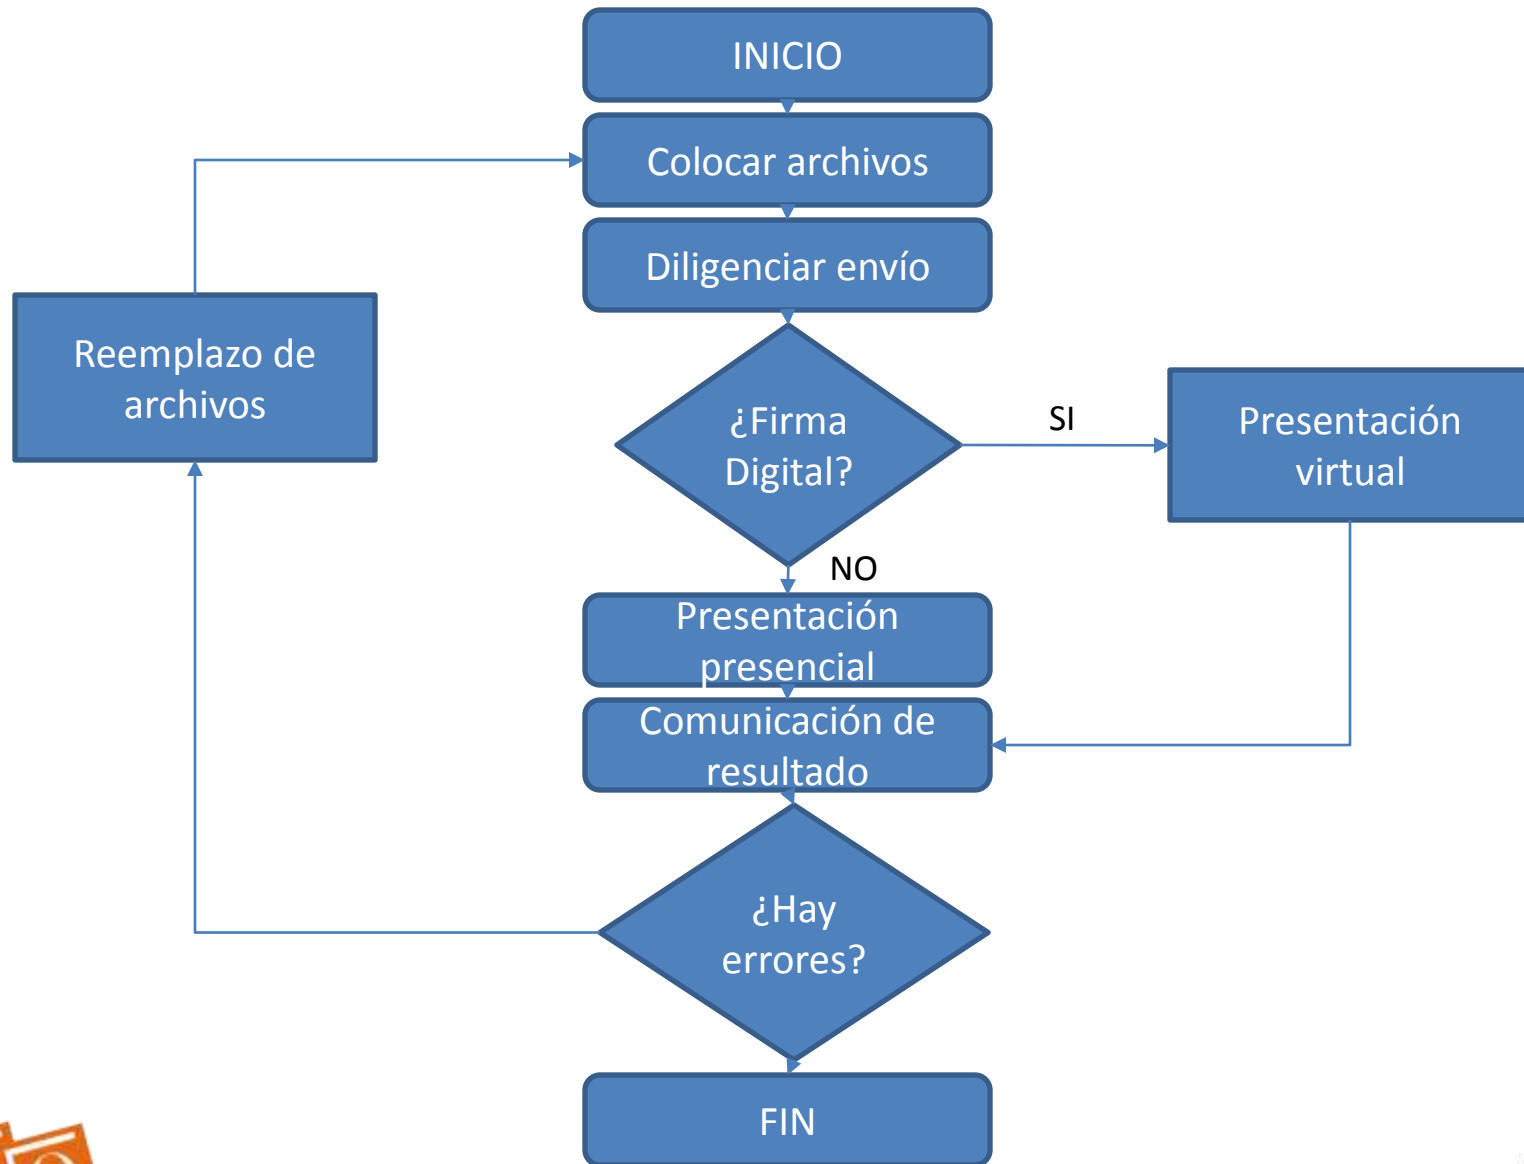 INICIO
Colocar archivos
Diligenciar envío
Reemplazo de
archivos
¿Firma
Digital?
SI
Presentación
virtual
NO
Presentación
presencial
Comunicación de
resultado
¿Hay
errores?
FIN